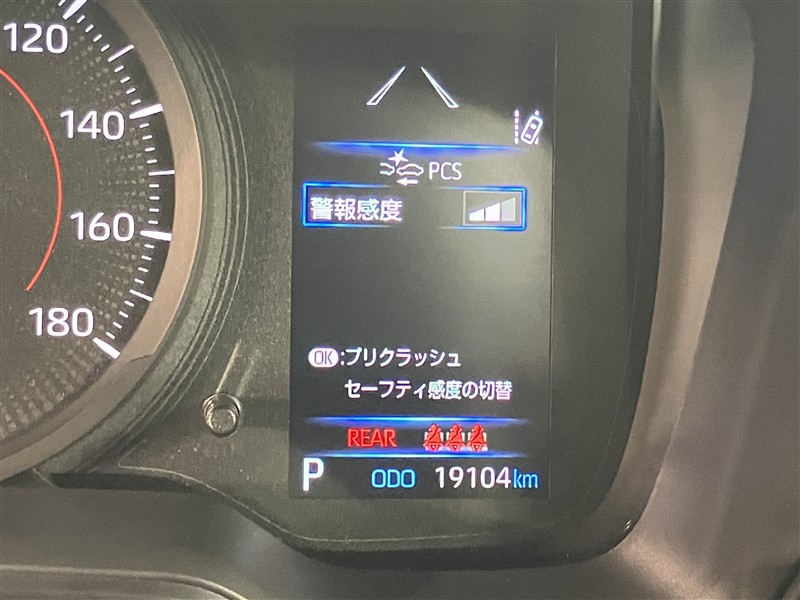 120
140
160
180
PCS
警報感度
OK:プリクラッシュ
セーフティ感度の切替
REAR
P ODO 19104km